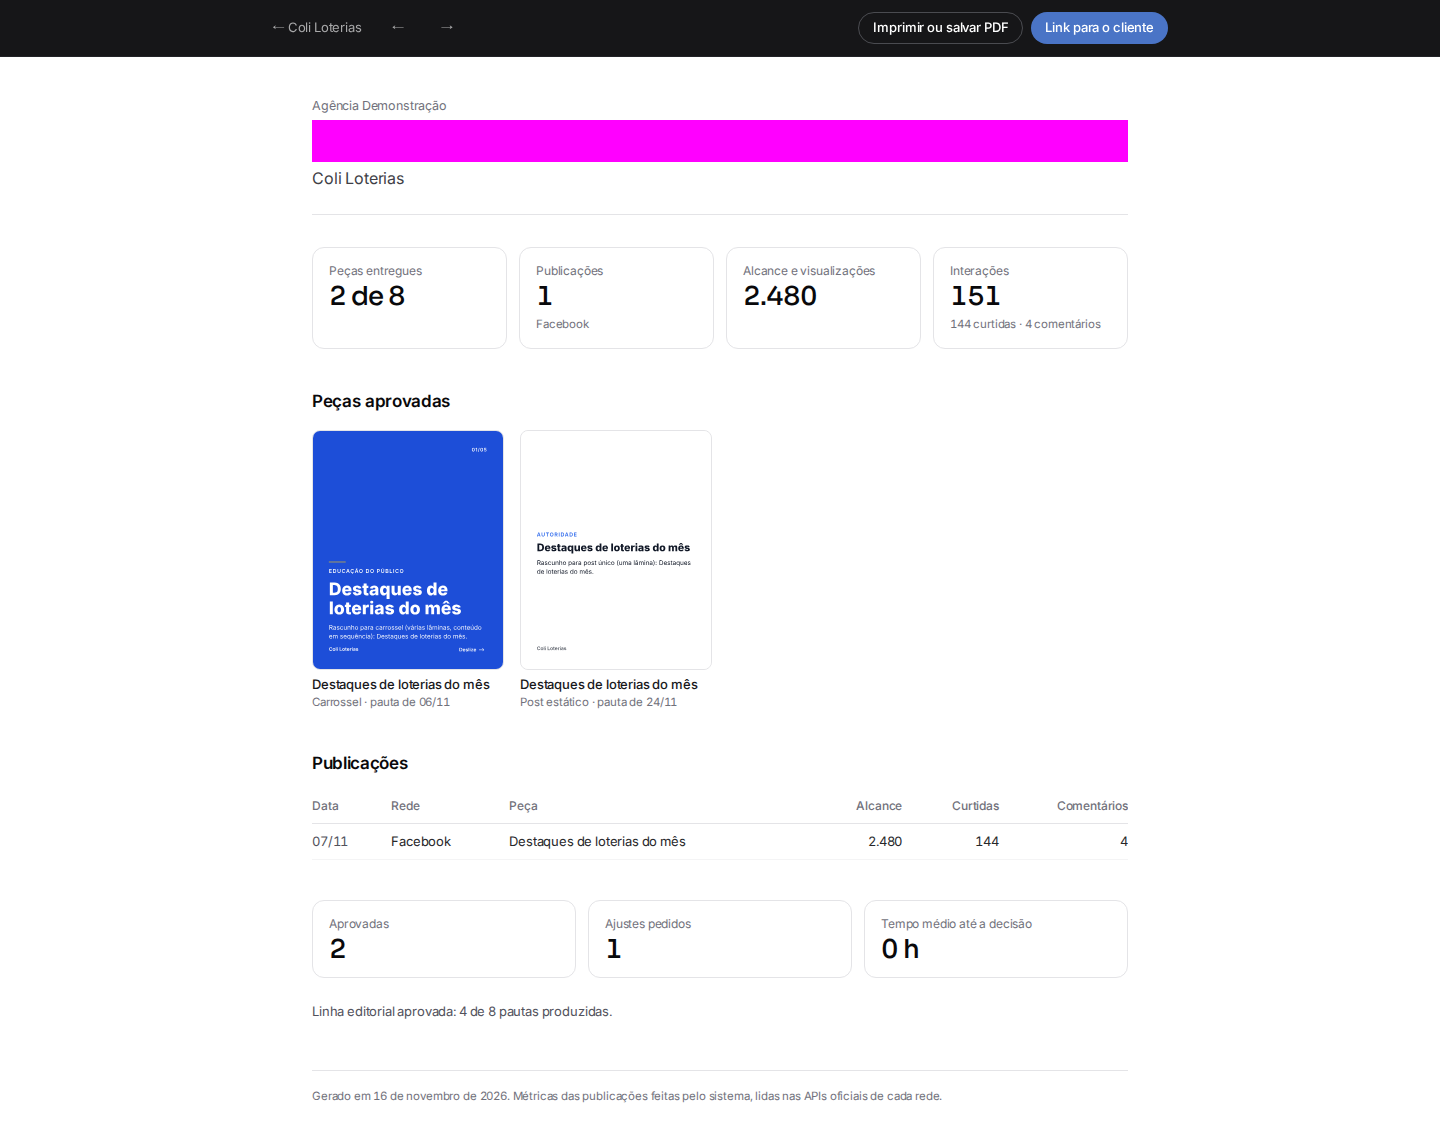 ← Coli Loterias ← → Imprimir ou salvar PDF Link para o cliente
Agência Demonstração
Coli Loterias
Peças entregues
2 de 8
Publicações
1
Facebook
Alcance e visualizações
2.480
Interações
151
144 curtidas · 4 comentários
Peças aprovadas
01/05
EDUCAÇÃO DO PÚBLICO
Destaques de
loterias do mês
Rascunho para carrossel (várias lâminas, conteúdo
em sequência): Destaques de loterias do mês.
Coli Loterias Deslize →
Destaques de loterias do mês
Carrossel · pauta de 06/11
AUTORIDADE
Destaques de loterias do mês
Rascunho para post único (uma lâmina): Destaques
de loterias do mês.
Coli Loterias
Destaques de loterias do mês
Post estático · pauta de 24/11
Publicações
Data Rede Peça Alcance Curtidas Comentários
07/11 Facebook Destaques de loterias do mês 2.480 144 4
Aprovadas
2
Ajustes pedidos
1
Tempo médio até a decisão
0 h
Linha editorial aprovada: 4 de 8 pautas produzidas.
Gerado em 16 de novembro de 2026. Métricas das publicações feitas pelo sistema, lidas nas APIs oficiais de cada rede.